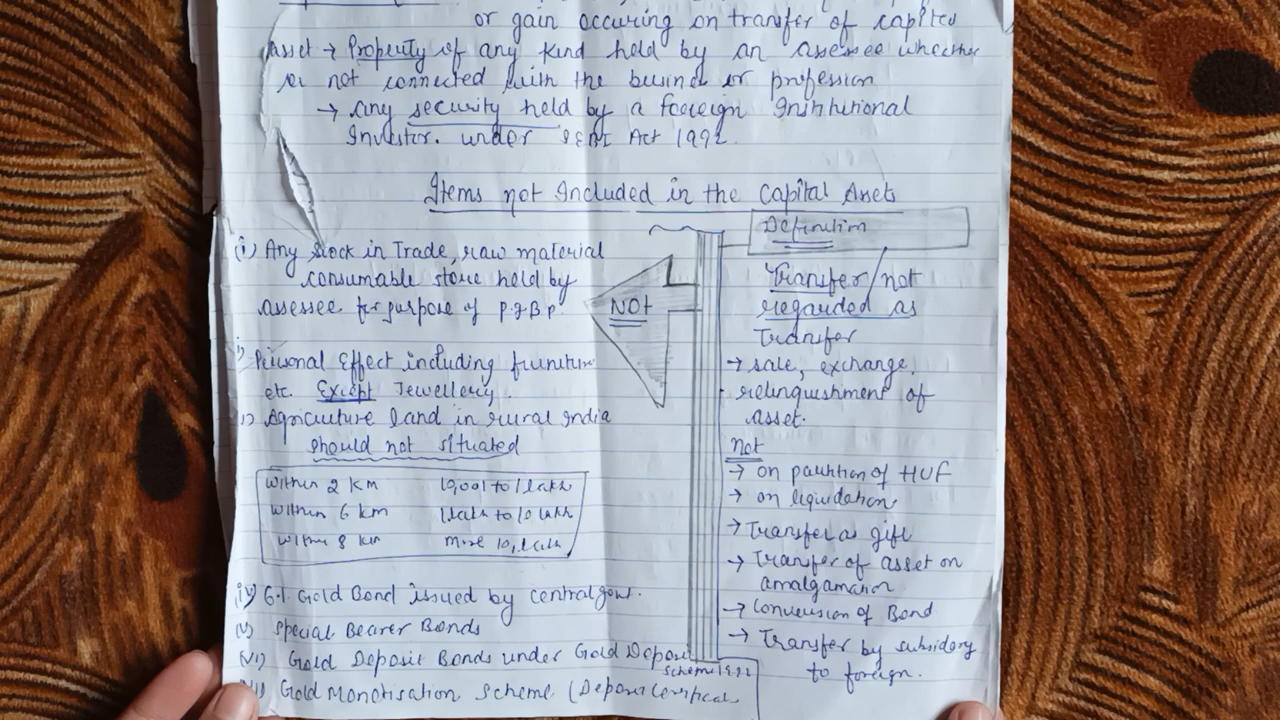 or gain occuring on transfer of capital
Asset → Property of any kind held by an assessee whether
or not connected with the business or profession
→ any security held by a foreign Institutional
Investor. under SEBI Act 1992.
Items not Included in the Capital Assets
(i) Any stock in Trade, raw material
consumable store held by
assessee for purpose of P.G.B.P.
Personal Effect including furniture
etc. Except Jewellery.
Agriculture land in rural India
should not situated
within 2 km 10,001 to 1 lakh
within 6 km 1 lakh to 10 lakh
within 8 km more 10, lakh
iv) 6.1. Gold Bond issued by central govt.
(v) Special Bearer Bonds
(vi) Gold Deposit Bonds under Gold Deposit
Scheme
Gold Monetisation Scheme (Deposit Certificate
NOT
Definition
Transfer/not
regarded as
Transfer
→ sale, exchange,
relinquishment of
asset.
Not
→ on partition of HUF
→ on liquidation
→ Transfer as gift
→ Transfer of asset on
amalgamation
→ Conversion of Bond
→ Transfer by subsidery
to foreign.